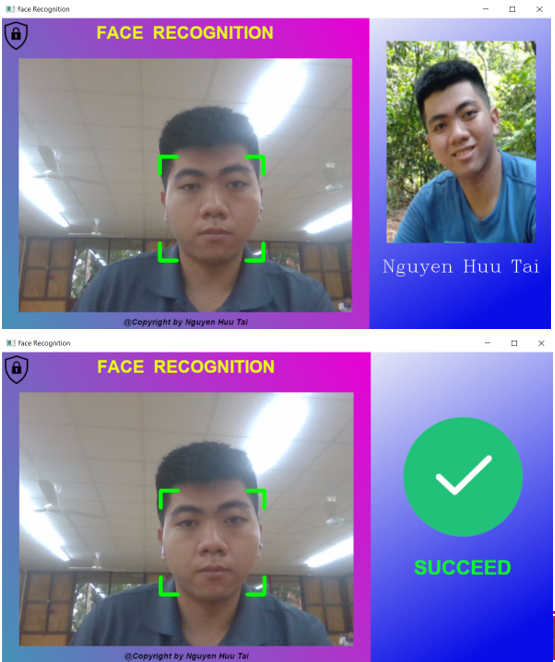 Face Recognition
FACE RECOGNITION
Nguyen Huu Tai
@Copyright by Nguyen Huu Tai
Face Recognition
FACE RECOGNITION
SUCCEED
@Copyright by Nguyen Huu Tai